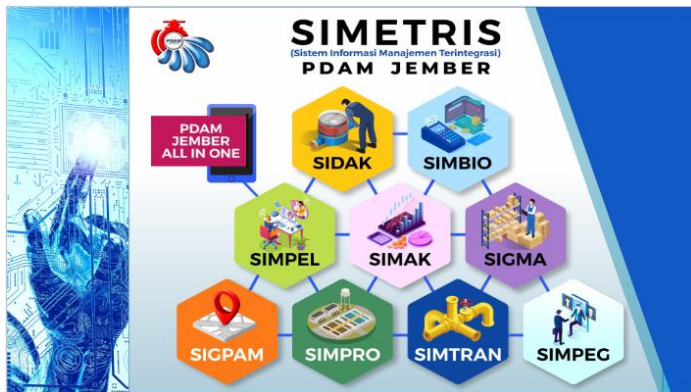 SIMETRIS
(Sistem Informasi Manajemen Terintegrasi)
PDAM JEMBER
PDAM
JEMBER
ALL IN ONE
SIDAK
SIMBIO
SIMPEL
SIMAK
SIGMA
SIGPAM
SIMPRO
SIMTRAN
SIMPEG